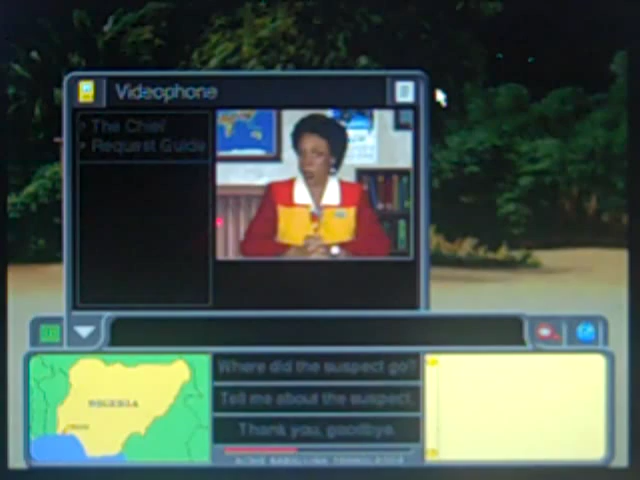 Videophone
The Chief
Request Guide
Where did the suspect go?
Tell me about the suspect.
Thank you, goodbye.
NIGERIA